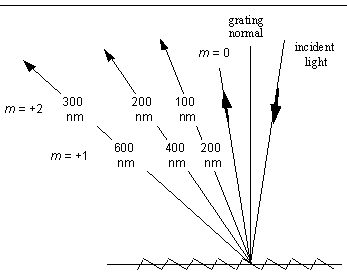 grating
normal
m = 0
incident
light
m = +2
300
nm
200
nm
100
nm
m = +1
600
nm
400
nm
200
nm